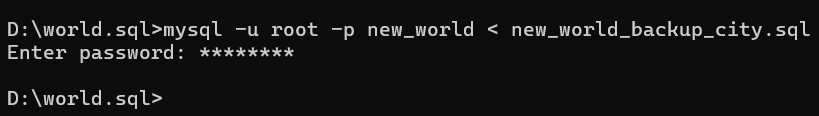 D:\world.sql>mysql -u root -p new_world < new_world_backup_city.sql
Enter password: ********
D:\world.sql>